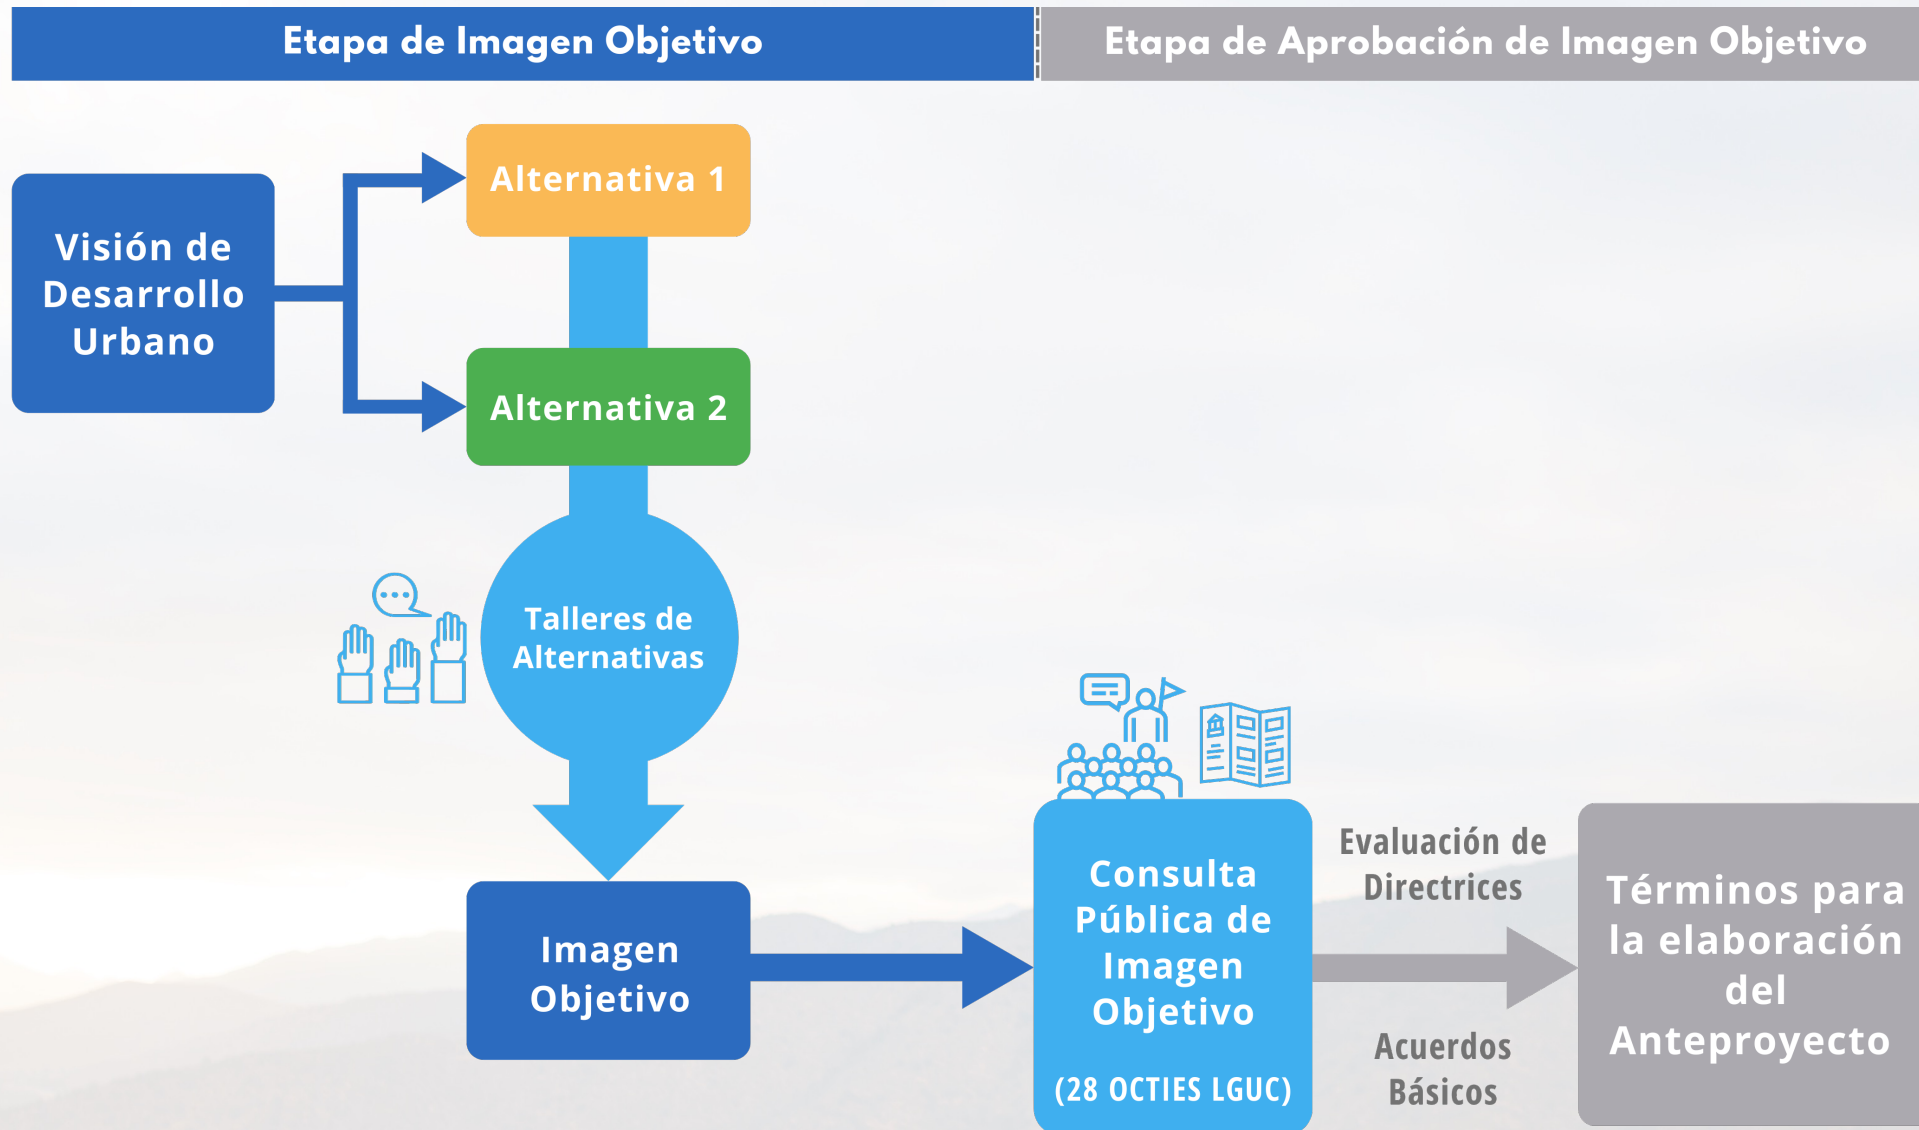 Etapa de Imagen Objetivo
Etapa de Aprobación de Imagen Objetivo
Visión de
Desarrollo
Urbano
Alternativa 1
Alternativa 2
Talleres de
Alternativas
Imagen
Objetivo
Consulta
Pública de
Imagen
Objetivo
(28 OCTIES LGUC)
Evaluación de
Directrices
Acuerdos
Básicos
Términos para
la elaboración
del
Anteproyecto